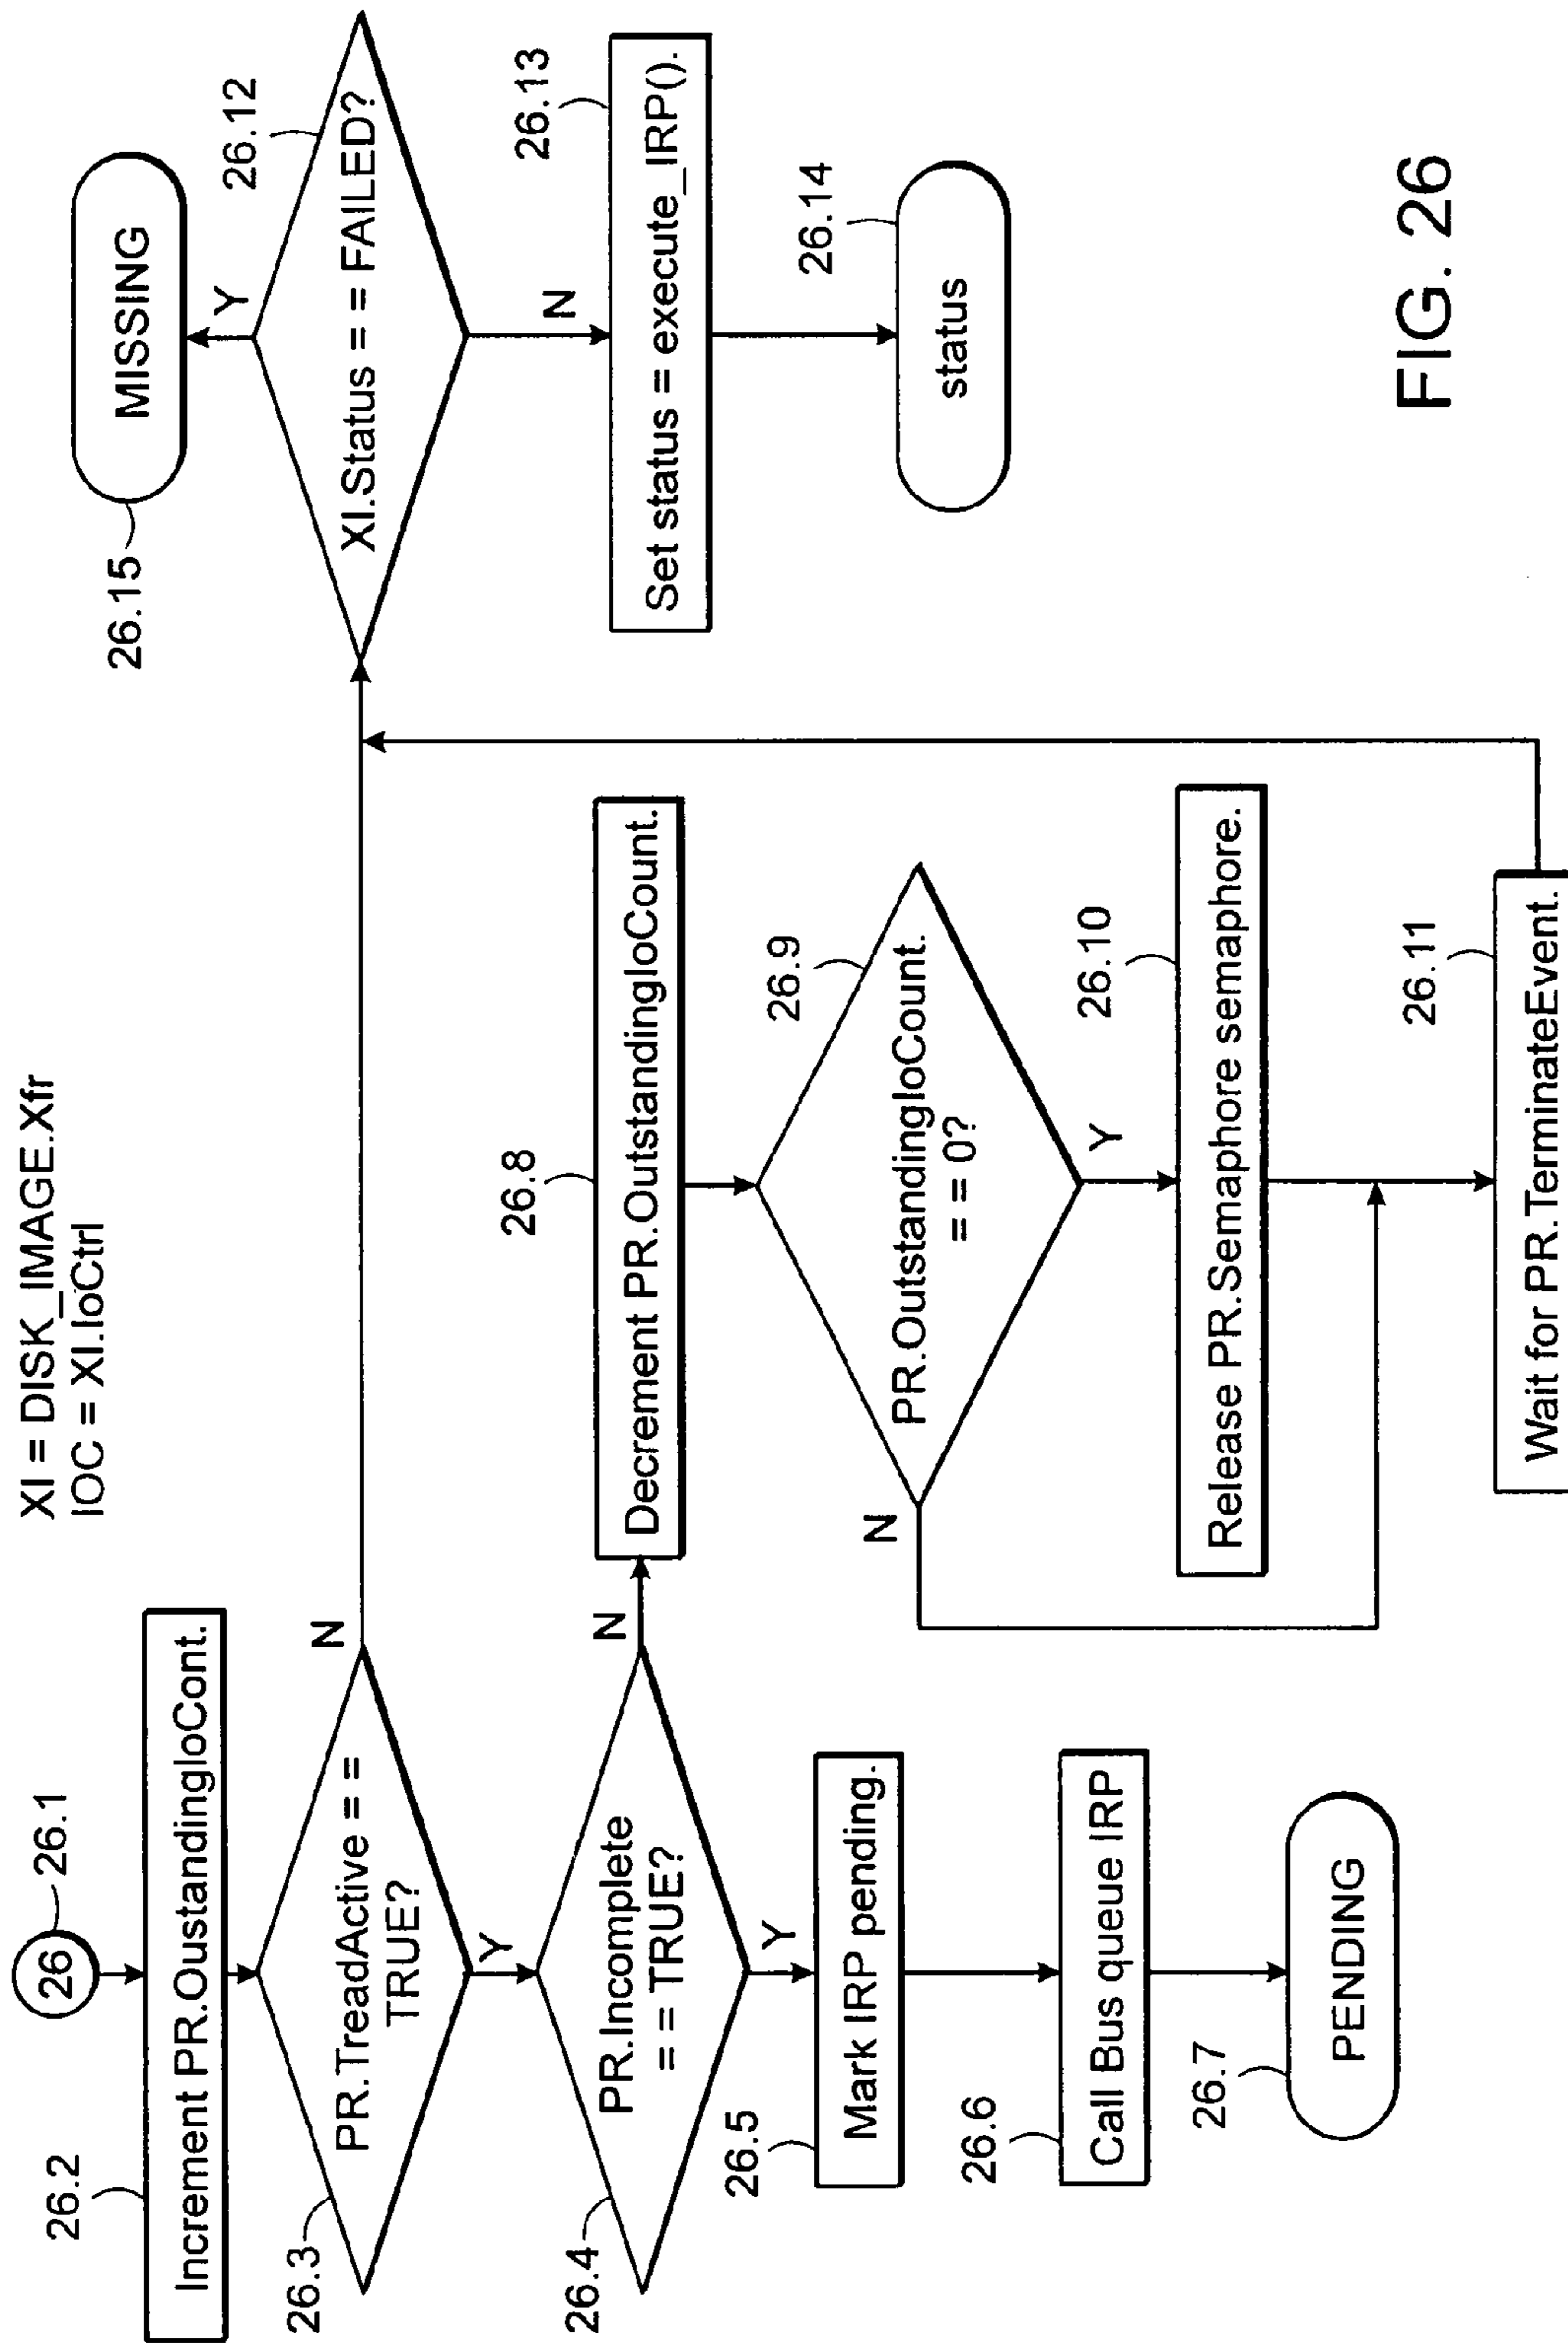 XI = DISK_IMAGE.Xfr
IOC = XI.IoCtrl
26
26.1
26.2
Increment PR.OustandingIoCont.
26.3
PR.TreadActive = =
TRUE?
N
Y
26.4
PR.Incomplete
= = TRUE?
N
Y
26.5
Mark IRP pending.
26.6
Call Bus queue IRP
26.7
PENDING
26.8
Decrement PR.OutstandingIoCount.
26.9
PR.OutstandingIoCount.
= = 0?
N
Y
26.10
Release PR.Semaphore semaphore.
26.11
Wait for PR.TerminateEvent.
26.15
MISSING
Y
26.12
XI.Status = = FAILED?
N
26.13
Set status = execute_IRP().
26.14
status
FIG. 26